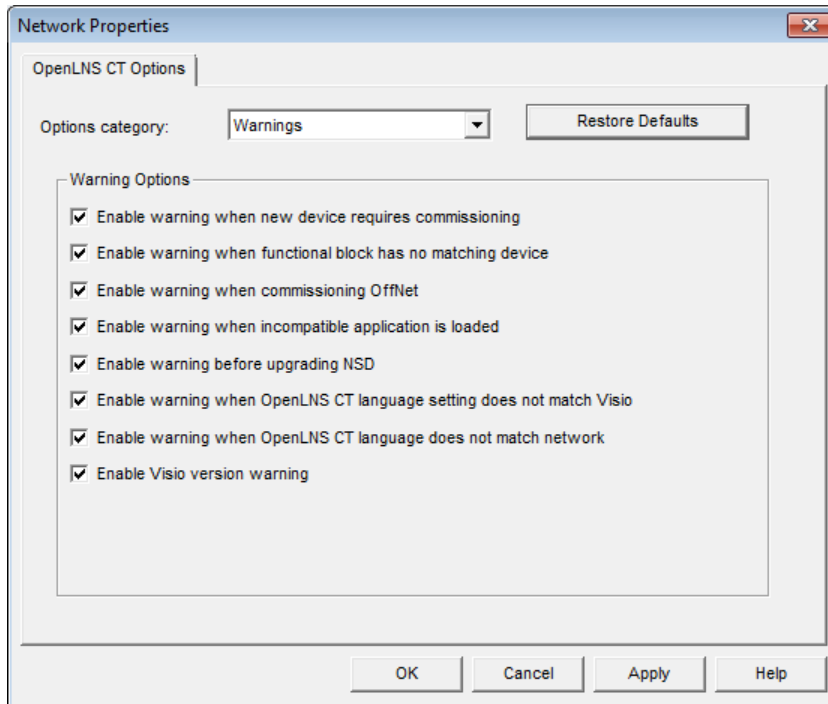 Network Properties
OpenLNS CT Options
Options category: Warnings Restore Defaults
Warning Options
Enable warning when new device requires commissioning
Enable warning when functional block has no matching device
Enable warning when commissioning OffNet
Enable warning when incompatible application is loaded
Enable warning before upgrading NSD
Enable warning when OpenLNS CT language setting does not match Visio
Enable warning when OpenLNS CT language does not match network
Enable Visio version warning
OK Cancel Apply Help